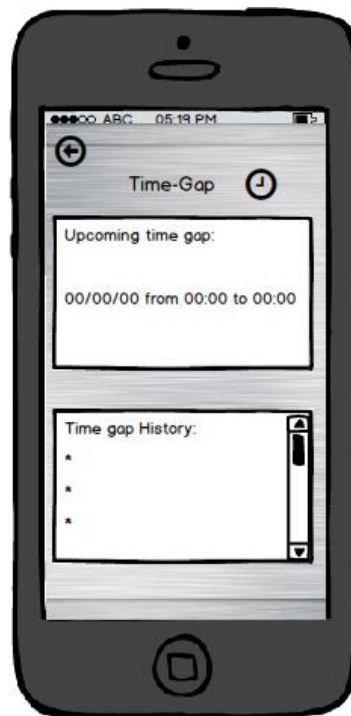 ABC 05:19 PM
Time-Gap
Upcoming time gap:
00/00/00 from 00:00 to 00:00
Time gap History:
*
*
*